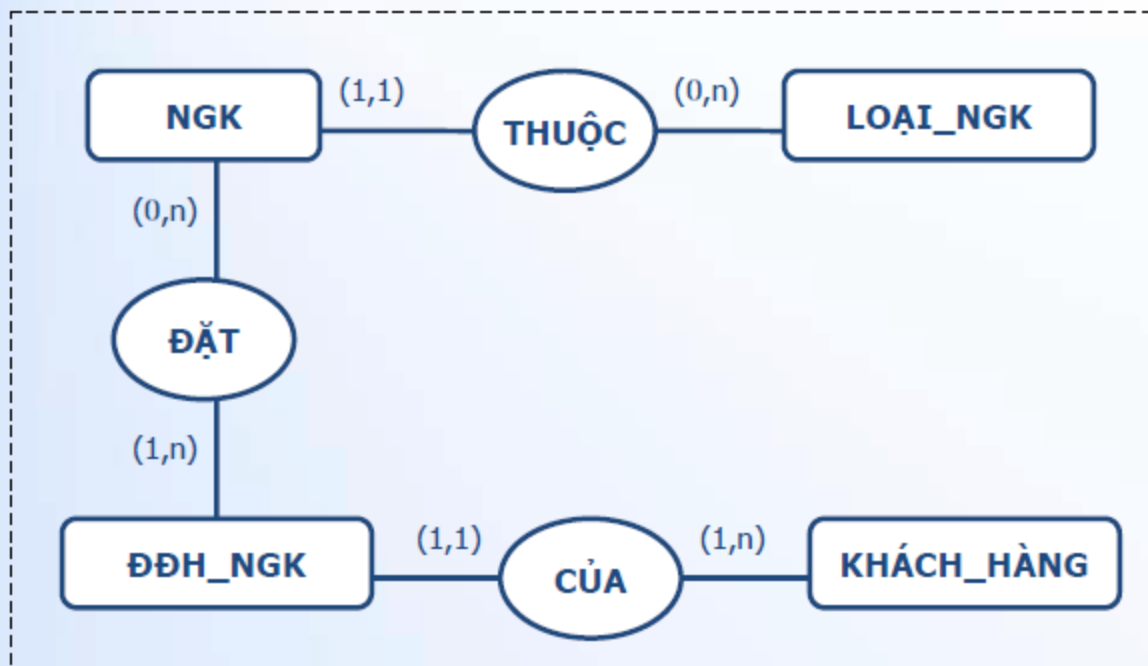 NGK
(1,1)
THUỘC
(0,n)
LOẠI_NGK
(0,n)
ĐẶT
(1,n)
ĐĐH_NGK
(1,1)
CỦA
(1,n)
KHÁCH_HÀNG